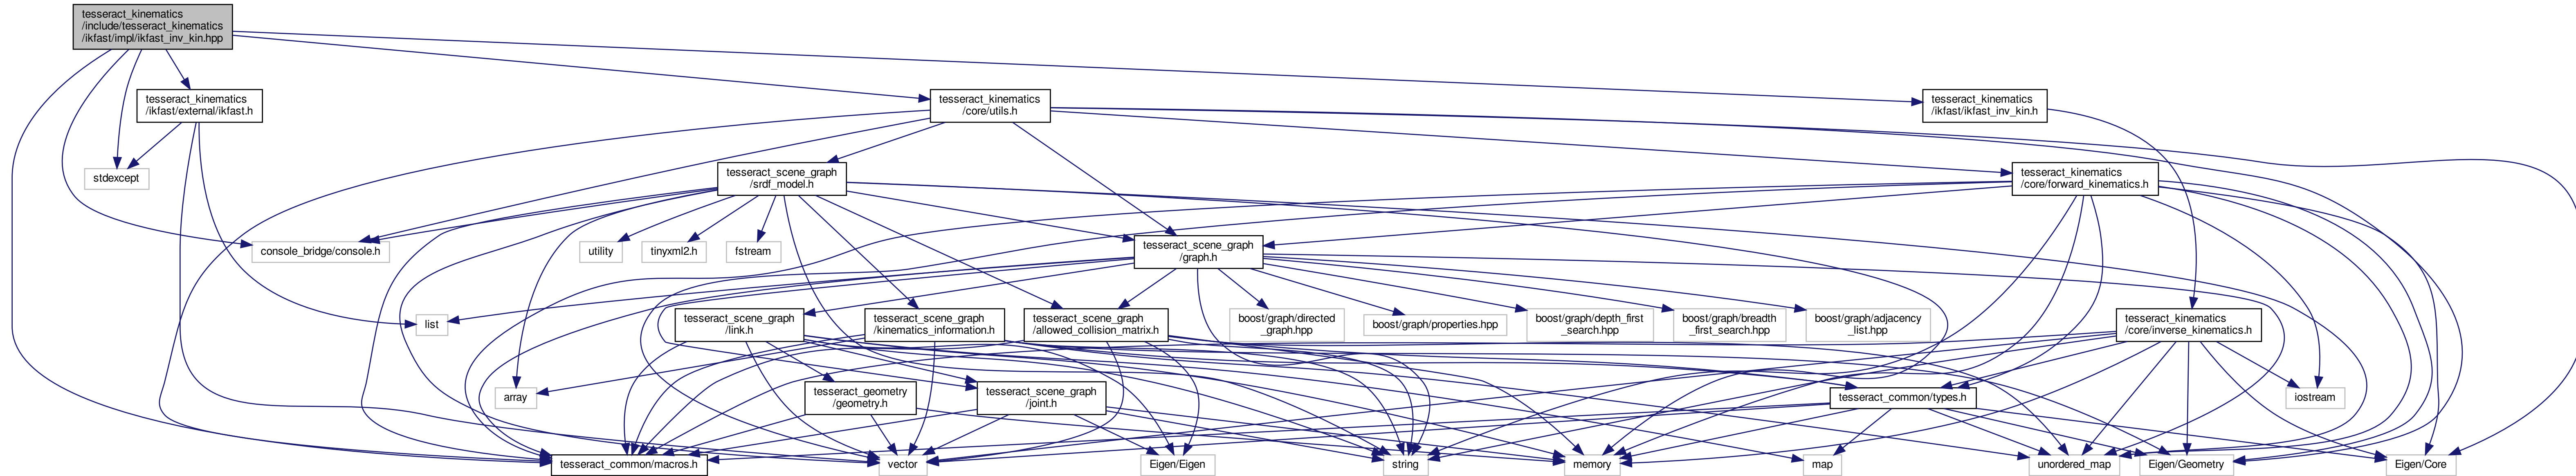 tesseract_kinematics
/include/tesseract_kinematics
/ikfast/impl/ikfast_inv_kin.hpp
tesseract_kinematics
/ikfast/external/ikfast.h
tesseract_kinematics
/core/utils.h
tesseract_kinematics
/ikfast/ikfast_inv_kin.h
stdexcept
tesseract_scene_graph
/srdf_model.h
tesseract_kinematics
/core/forward_kinematics.h
console_bridge/console.h
utility
tinyxml2.h
fstream
tesseract_scene_graph
/graph.h
list
tesseract_scene_graph
/link.h
tesseract_scene_graph
/kinematics_information.h
tesseract_scene_graph
/allowed_collision_matrix.h
boost/graph/directed
_graph.hpp
boost/graph/properties.hpp
boost/graph/depth_first
_search.hpp
boost/graph/breadth
_first_search.hpp
boost/graph/adjacency
_list.hpp
tesseract_kinematics
/core/inverse_kinematics.h
array
tesseract_geometry
/geometry.h
tesseract_scene_graph
/joint.h
tesseract_common/types.h
iostream
tesseract_common/macros.h
vector
Eigen/Eigen
string
memory
map
unordered_map
Eigen/Geometry
Eigen/Core